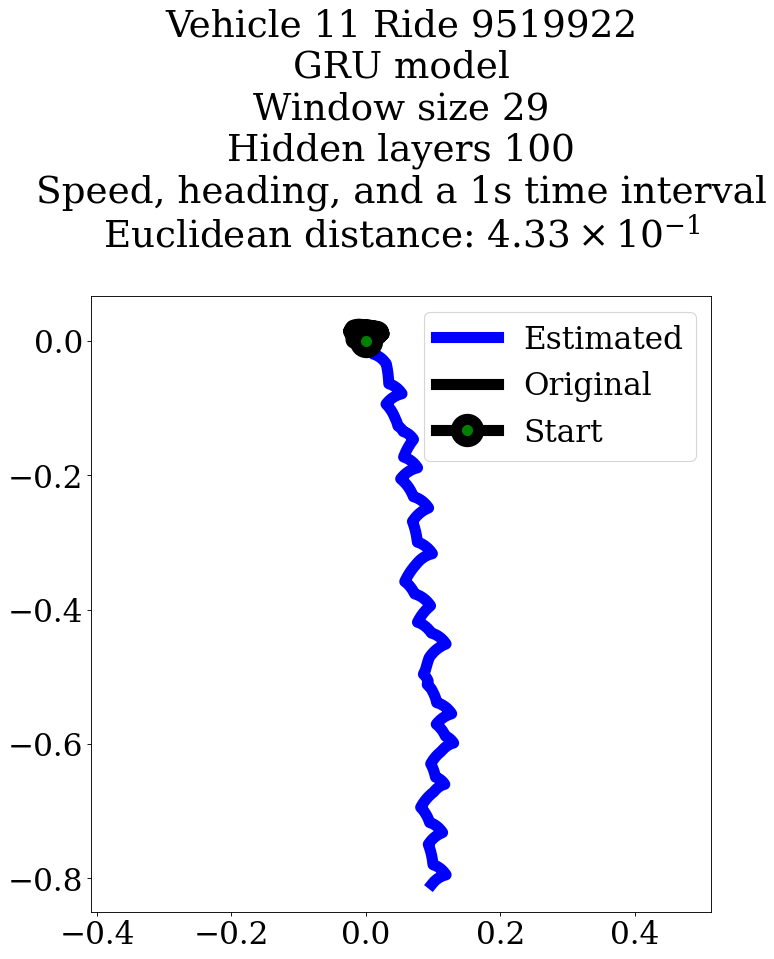 Vehicle 11 Ride 9519922
GRU model
Window size 29
Hidden layers 100
Speed, heading, and a 1s time interval
Euclidean distance: 4.33 × 10⁻¹
Estimated
Original
Start
0.0
−0.2
−0.4
−0.6
−0.8
−0.4 −0.2 0.0 0.2 0.4